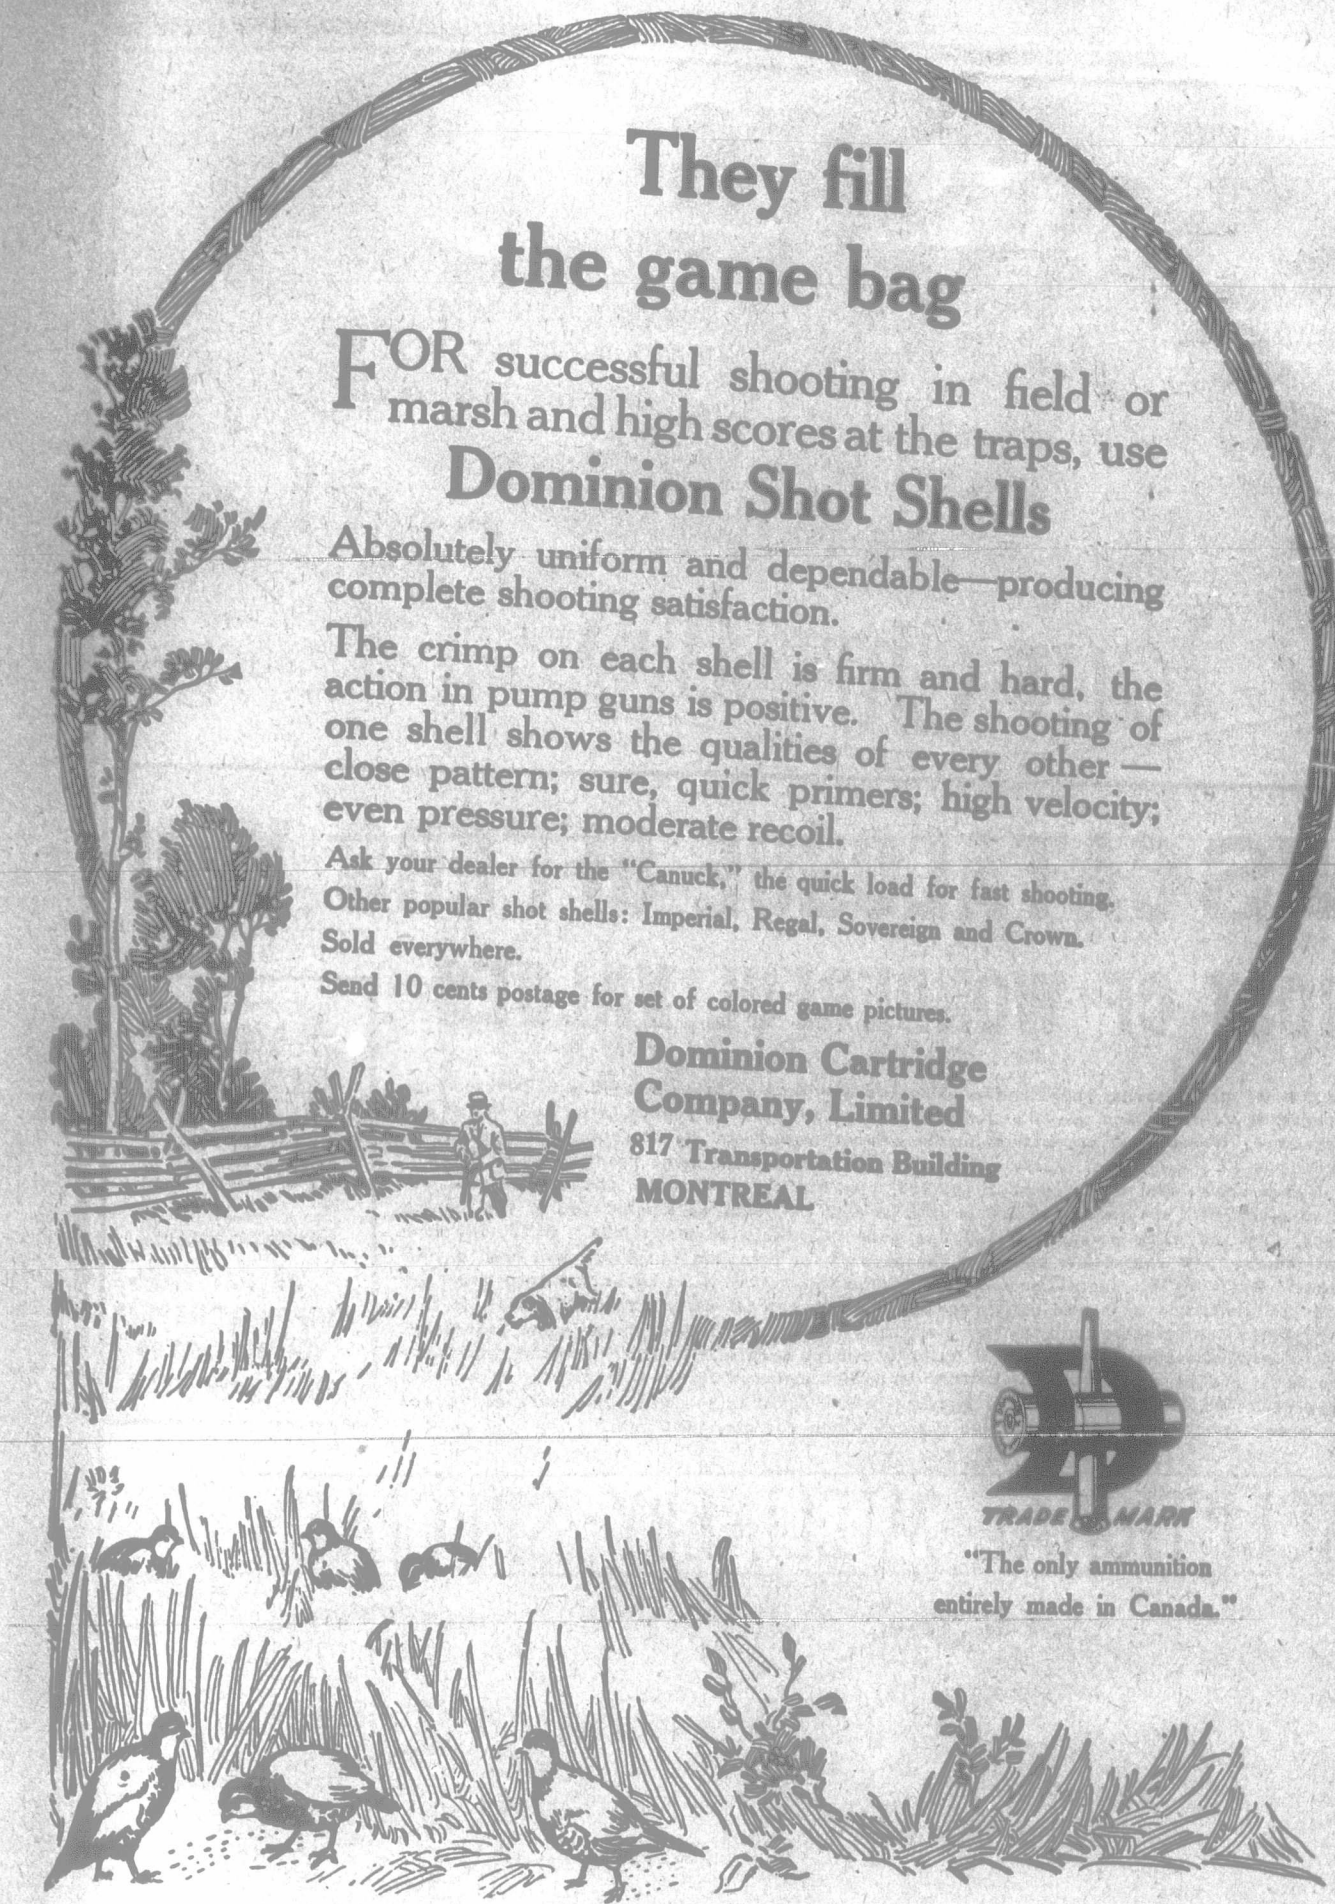 They fill
the game bag
FOR successful shooting in field or
marsh and high scores at the traps, use
Dominion Shot Shells
Absolutely uniform and dependable—producing
complete shooting satisfaction.
The crimp on each shell is firm and hard, the
action in pump guns is positive. The shooting of
one shell shows the qualities of every other —
close pattern; sure, quick primers; high velocity;
even pressure; moderate recoil.
Ask your dealer for the "Canuck," the quick load for fast shooting.
Other popular shot shells: Imperial, Regal, Sovereign and Crown.
Sold everywhere.
Send 10 cents postage for set of colored game pictures.
Dominion Cartridge
Company, Limited
817 Transportation Building
MONTREAL
D
TRADE MARK
"The only ammunition
entirely made in Canada."